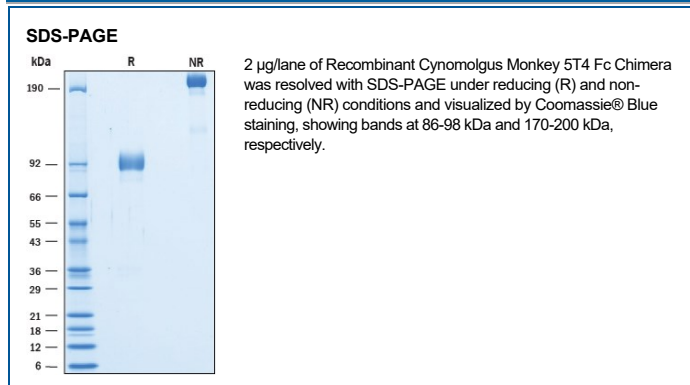 SDS-PAGE
kDa R NR
190
92
66
55
43
36
29
21
18
12
6
2 µg/lane of Recombinant Cynomolgus Monkey 5T4 Fc Chimera
was resolved with SDS-PAGE under reducing (R) and non-
reducing (NR) conditions and visualized by Coomassie® Blue
staining, showing bands at 86-98 kDa and 170-200 kDa,
respectively.